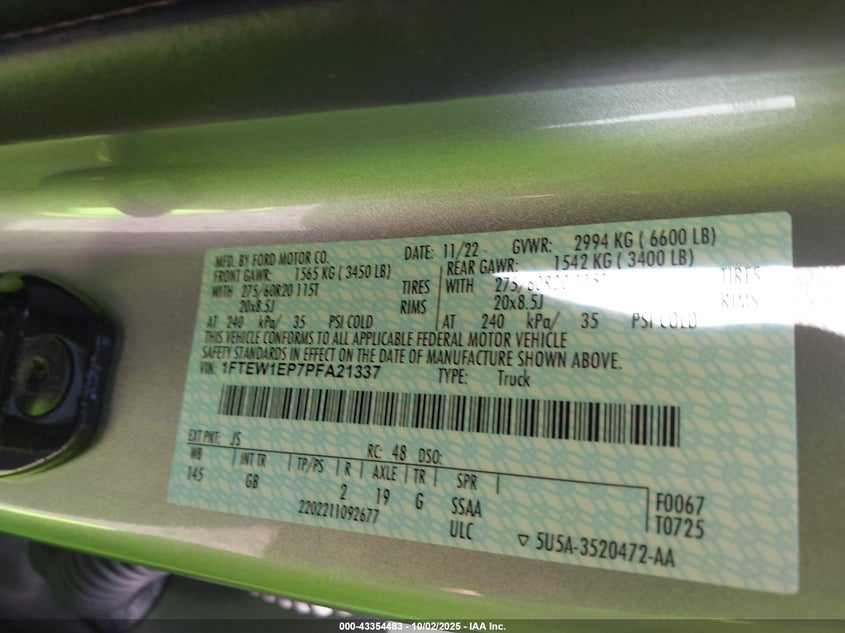 MFD. BY FORD MOTOR CO. DATE: 11/22 GVWR: 2994 KG ( 6600 LB)
FRONT GAWR: 1565 KG ( 3450 LB) REAR GAWR: 1542 KG ( 3400 LB)
WITH 275/60R20 115T TIRES WITH 275/60R20 115T TIRES
20x8.5J RIMS 20x8.5J RIMS
AT 240 kPa/ 35 PSI COLD AT 240 kPa/ 35 PSI COLD
THIS VEHICLE CONFORMS TO ALL APPLICABLE FEDERAL MOTOR VEHICLE
SAFETY STANDARDS IN EFFECT ON THE DATE OF MANUFACTURE SHOWN ABOVE.
VIN: 1FTEW1EP7PFA21337 TYPE: Truck
EXT PNT: JS RC: 48 DSO:
WB INT TR TP/PS R AXLE TR SPR
145 GB 2 19 G SSAA F0067
2202211092677 ULC T0725
▽ 5U5A-3520472-AA
000-43354483 - 10/02/2025 - IAA Inc.